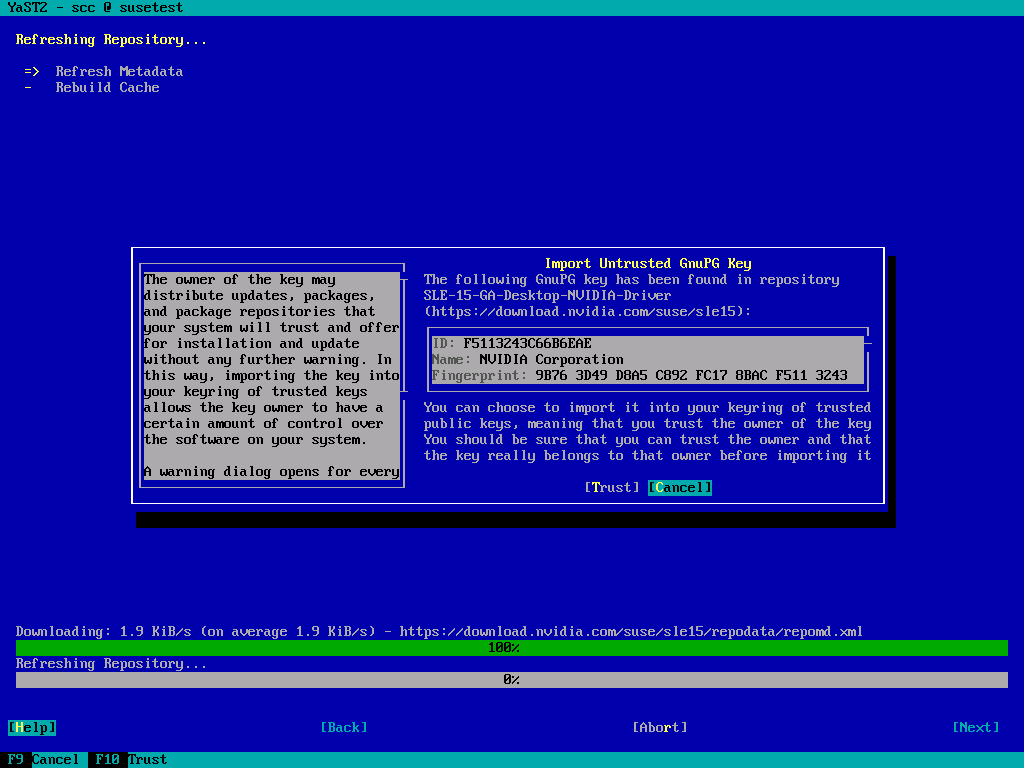 YaST2 - scc @ susetest
Refreshing Repository...
=> Refresh Metadata
- Rebuild Cache
The owner of the key may
distribute updates, packages,
and package repositories that
your system will trust and offer
for installation and update
without any further warning. In
this way, importing the key into
your keyring of trusted keys
allows the key owner to have a
certain amount of control over
the software on your system.
A warning dialog opens for every
Import Untrusted GnuPG Key
The following GnuPG key has been found in repository
SLE-15-GA-Desktop-NVIDIA-Driver
(https://download.nvidia.com/suse/sle15):
ID: F5113243C66B6EAE
Name: NVIDIA Corporation
Fingerprint: 9B76 3D49 D8A5 C892 FC17 8BAC F511 3243
You can choose to import it into your keyring of trusted
public keys, meaning that you trust the owner of the key
You should be sure that you can trust the owner and that
the key really belongs to that owner before importing it
[Trust] [Cancel]
Downloading: 1.9 KiB/s (on average 1.9 KiB/s) - https://download.nvidia.com/suse/sle15/repodata/repomd.xml
100%
Refreshing Repository...
0%
[Help] [Back] [Abort] [Next]
F9 Cancel F10 Trust